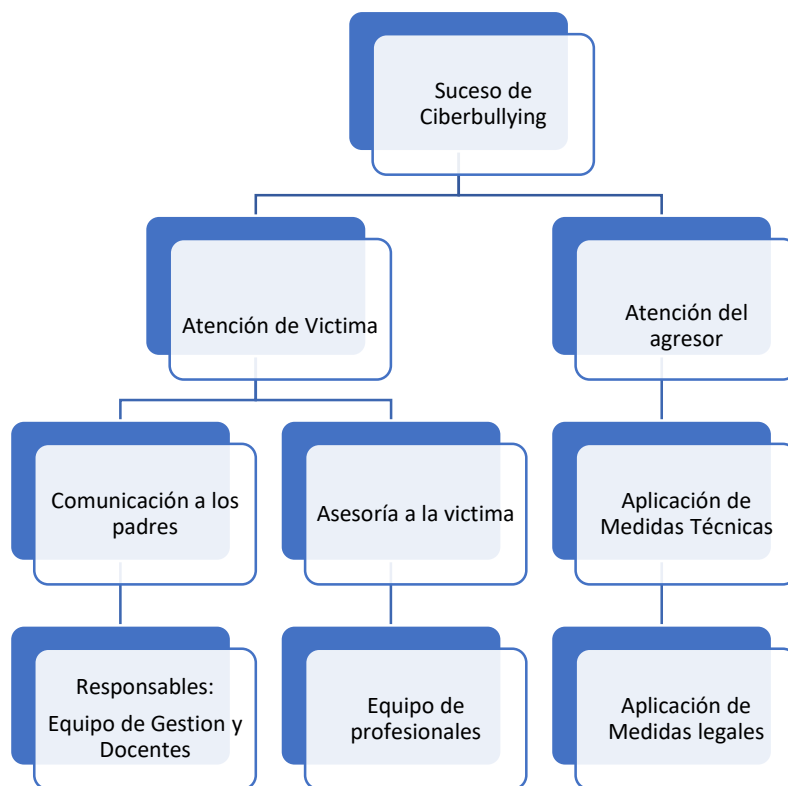 Suceso de
Ciberbullying
Atención de Victima
Atención del
agresor
Comunicación a los
padres
Asesoría a la victima
Aplicación de
Medidas Técnicas
Responsables:
Equipo de Gestion y
Docentes
Equipo de
profesionales
Aplicación de
Medidas legales